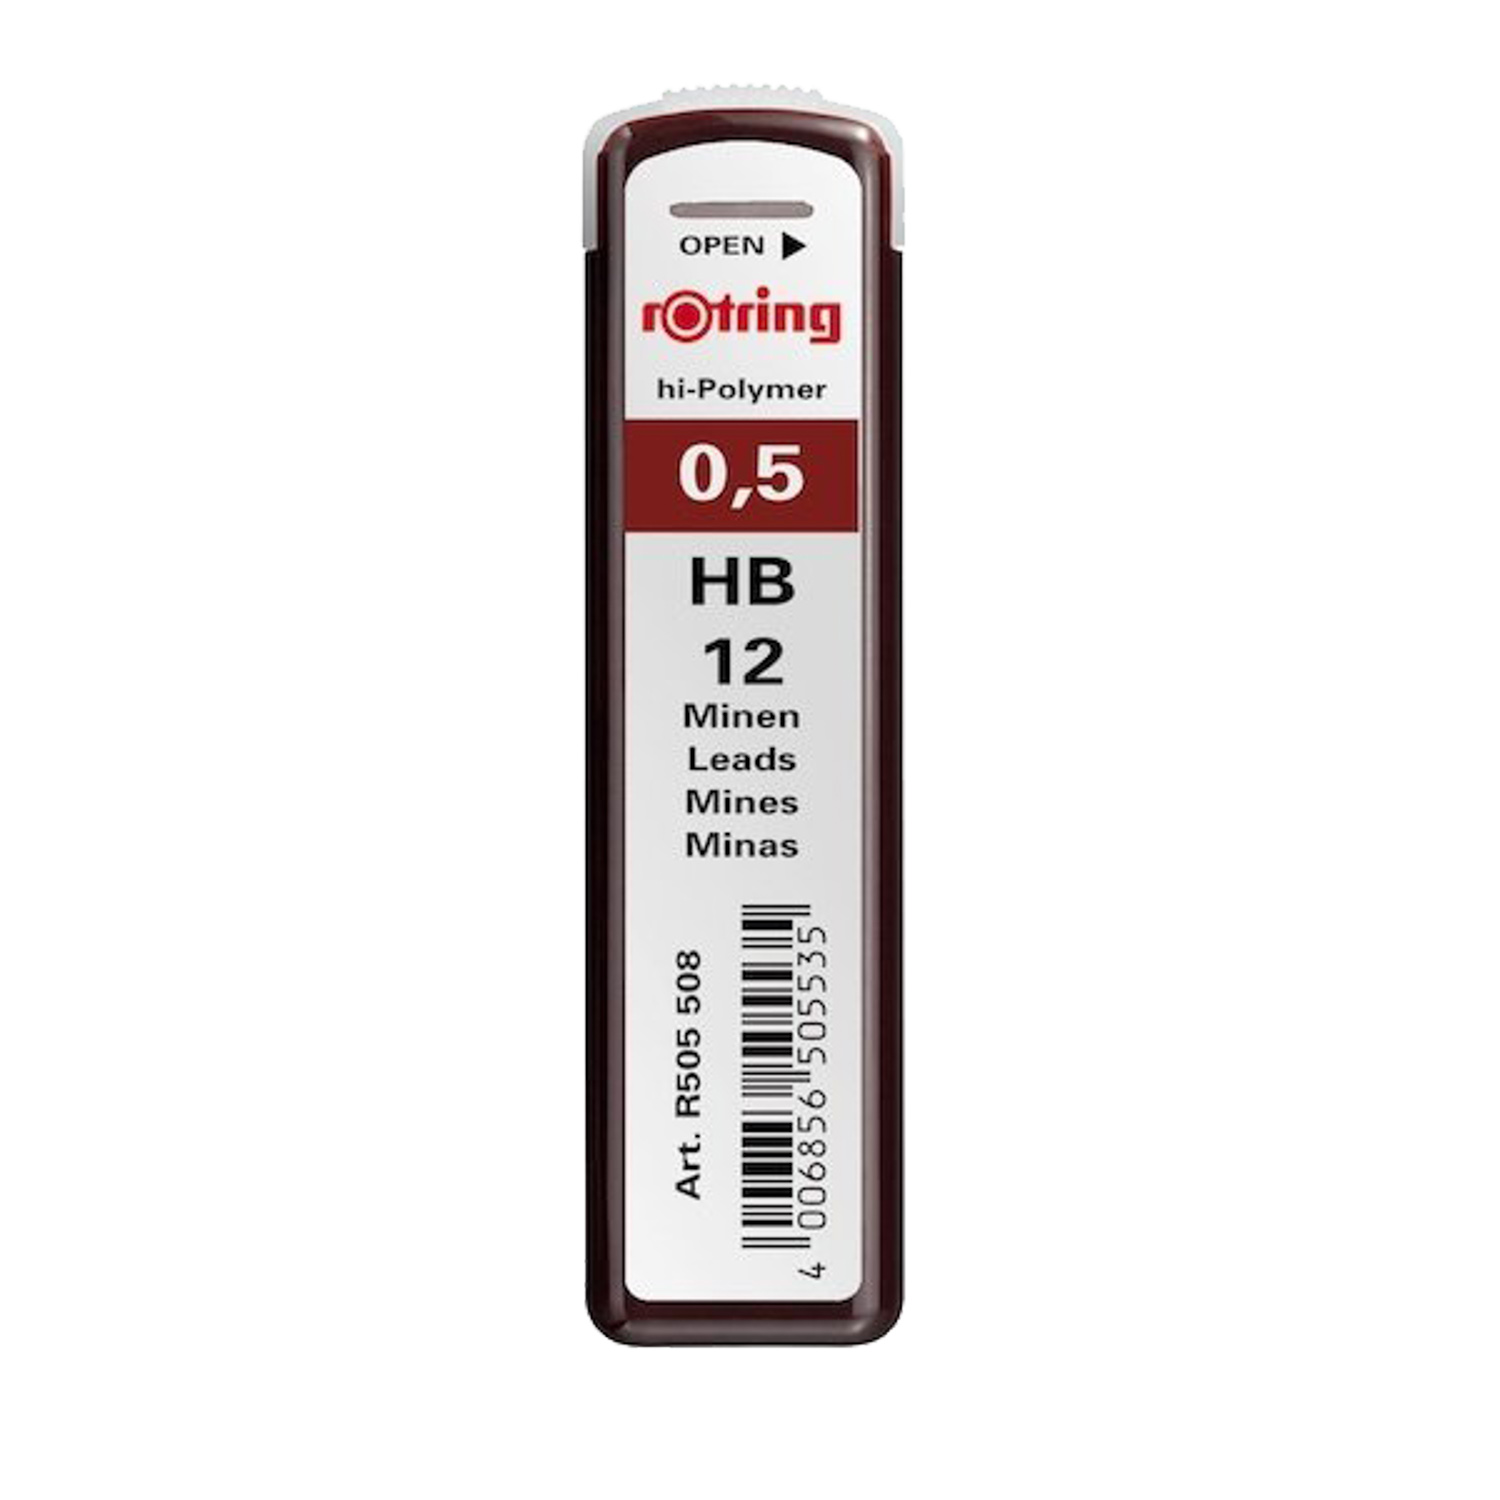 OPEN ▶
rotring
hi-Polymer
0,5
HB
12
Minen
Leads
Mines
Minas
Art. R505 508
4 006856 505535